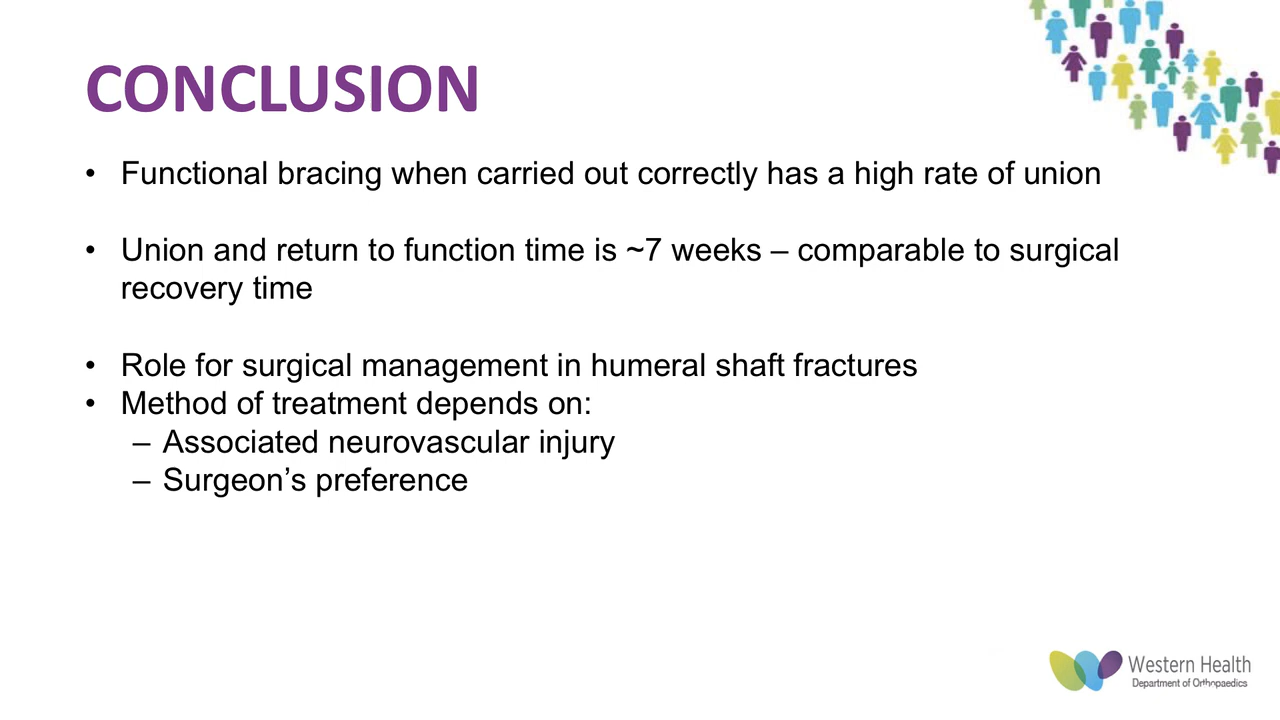 CONCLUSION
• Functional bracing when carried out correctly has a high rate of union
• Union and return to function time is ~7 weeks – comparable to surgical
recovery time
• Role for surgical management in humeral shaft fractures
• Method of treatment depends on:
– Associated neurovascular injury
– Surgeon’s preference
Western Health
Department of Orthopaedics